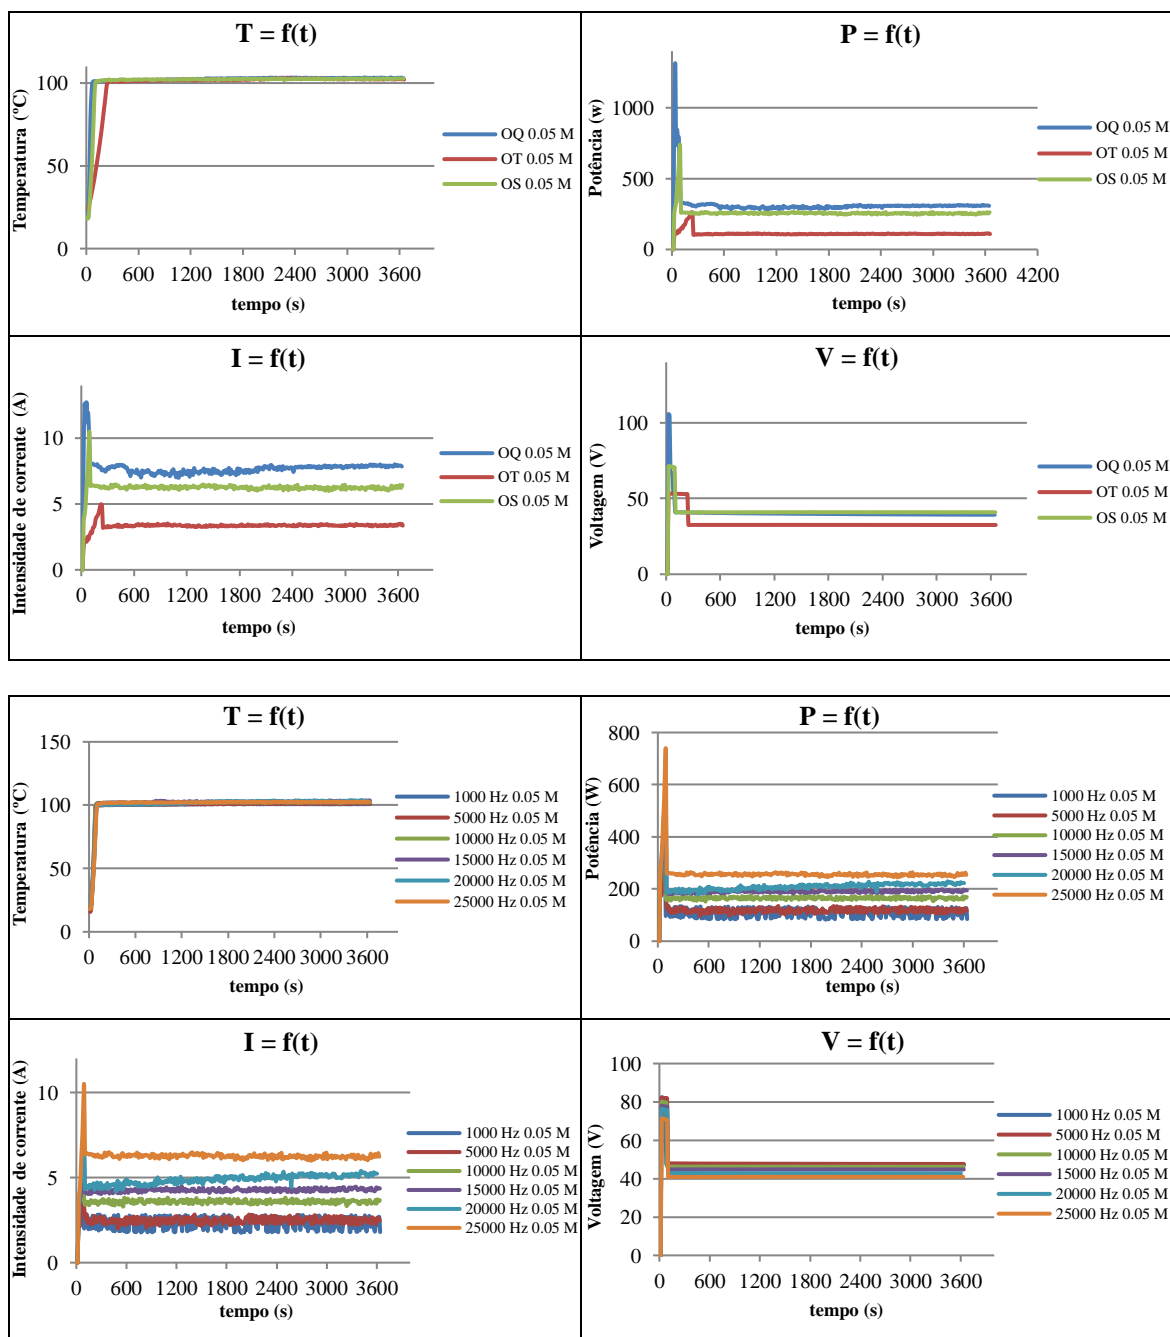 T = f(t)
Temperatura (ºC)
100
50
0
0 600 1200 1800 2400 3000 3600
tempo (s)
OQ 0.05 M
OT 0.05 M
OS 0.05 M
P = f(t)
Potência (w)
1000
500
0
0 600 1200 1800 2400 3000 3600 4200
tempo (s)
OQ 0.05 M
OT 0.05 M
OS 0.05 M
I = f(t)
Intensidade de corrente (A)
10
5
0
0 600 1200 1800 2400 3000 3600
tempo (s)
OQ 0.05 M
OT 0.05 M
OS 0.05 M
V = f(t)
Voltagem (V)
100
50
0
600 1200 1800 2400 3000 3600
0
tempo (s)
OQ 0.05 M
OT 0.05 M
OS 0.05 M
T = f(t)
Temperatura (ºC)
150
100
50
0
0 600 1200 1800 2400 3000 3600
tempo (s)
1000 Hz 0.05 M
5000 Hz 0.05 M
10000 Hz 0.05 M
15000 Hz 0.05 M
20000 Hz 0.05 M
25000 Hz 0.05 M
P = f(t)
Potência (W)
800
600
400
200
0
0 600 1200 1800 2400 3000 3600
tempo (s)
1000 Hz 0.05 M
5000 Hz 0.05 M
10000 Hz 0.05 M
15000 Hz 0.05 M
20000 Hz 0.05 M
25000 Hz 0.05 M
I = f(t)
Intensidade de corrente (A)
10
5
0
0 600 1200 1800 2400 3000 3600
tempo (s)
1000 Hz 0.05 M
5000 Hz 0.05 M
10000 Hz 0.05 M
15000 Hz 0.05 M
20000 Hz 0.05 M
25000 Hz 0.05 M
V = f(t)
Voltagem (V)
100
80
60
40
20
0
0 600 1200 1800 2400 3000 3600
tempo (s)
1000 Hz 0.05 M
5000 Hz 0.05 M
10000 Hz 0.05 M
15000 Hz 0.05 M
20000 Hz 0.05 M
25000 Hz 0.05 M